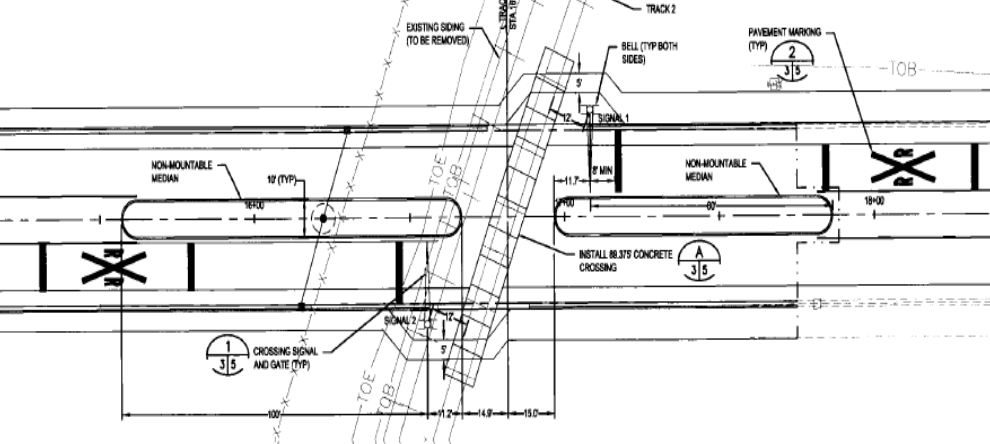 TRACK 2
EXISTING SIDING
(TO BE REMOVED)
BELL (TYP BOTH
SIDES)
PAVEMENT MARKING
(TYP)
2
3 5
TOB
5'
12'
SIGNAL 1
8' MIN
11.7'
NON-MOUNTABLE
MEDIAN
10' (TYP)
NON-MOUNTABLE
MEDIAN
R R
TOE
TOB
16+00
60'
18+00
INSTALL 89.375' CONCRETE
CROSSING
A
3 5
R R
SIGNAL 2
12'
5'
1
3 5
CROSSING SIGNAL
AND GATE (TYP)
TOE
TOB
100'
11.2'
14.9'
15.0'